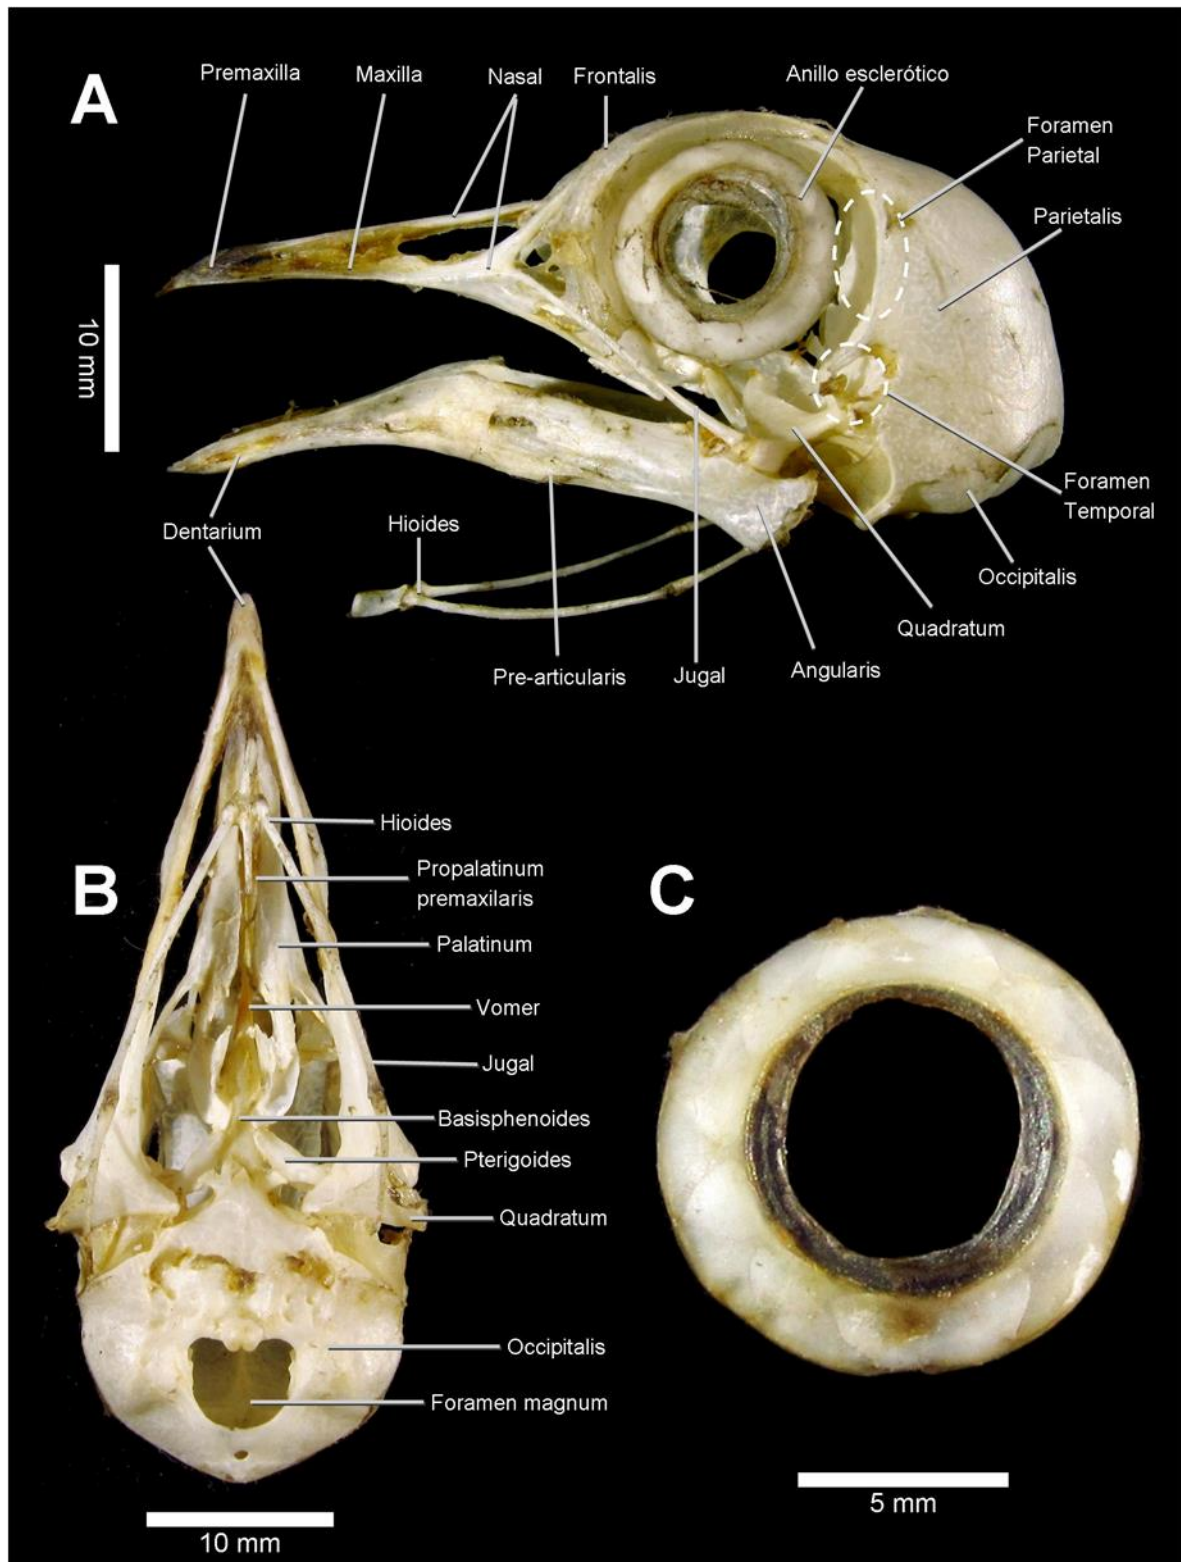 A
Premaxilla
Maxilla
Nasal
Frontalis
Anillo esclerótico
Foramen
Parietal
Parietalis
10 mm
Foramen
Temporal
Dentarium
Hioides
Occipitalis
Quadratum
Pre-articularis
Jugal
Angularis
B
Hioides
Propalatinum
premaxilaris
Palatinum
Vomer
Jugal
Basisphenoides
Pterigoides
Quadratum
Occipitalis
Foramen magnum
10 mm
C
5 mm